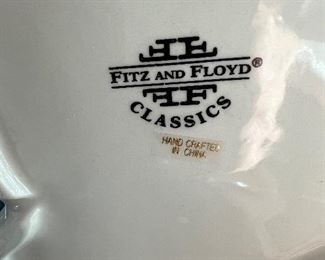 FITZ AND FLOYD®
CLASSICS
HAND CRAFTED
IN CHINA